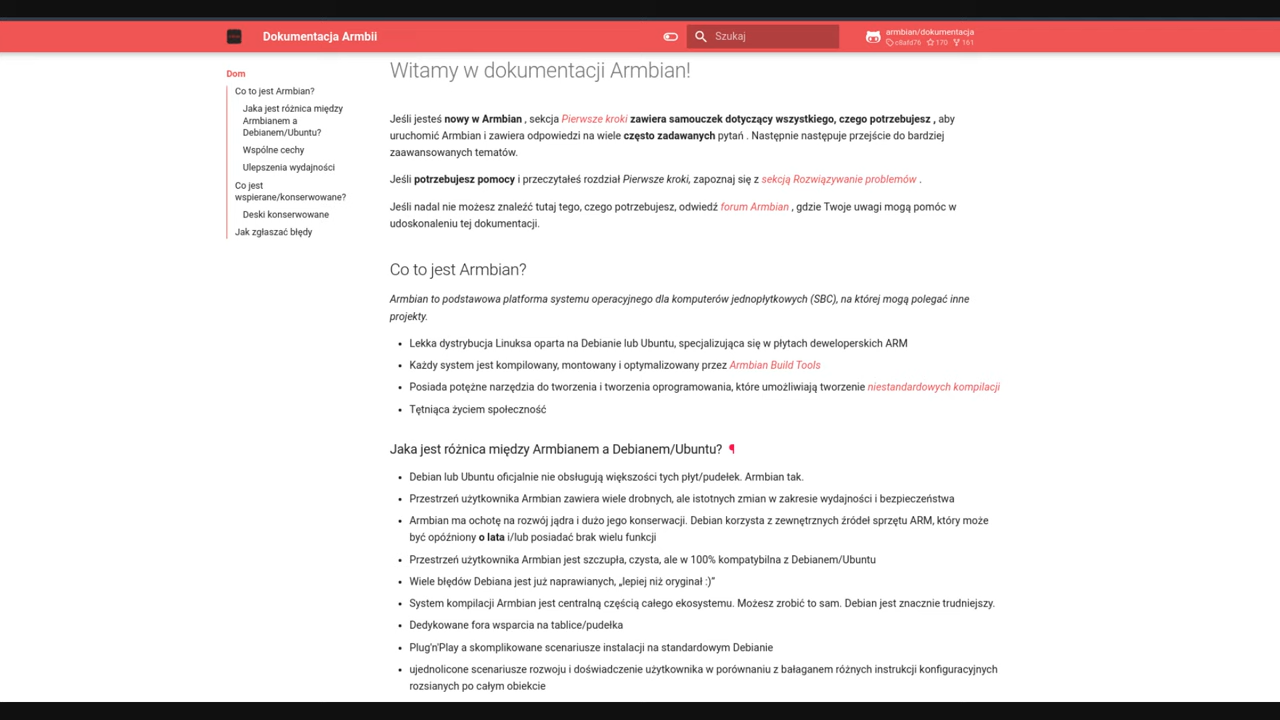 Dokumentacja Armbii
Szukaj
armbian/dokumentacja
c8afd76 170 161
Dom
Co to jest Armbian?
Jaka jest różnica między
Armbianem a
Debianem/Ubuntu?
Wspólne cechy
Ulepszenia wydajności
Co jest
wspierane/konserwowane?
Deski konserwowane
Jak zgłaszać błędy
Witamy w dokumentacji Armbian!
Jeśli jesteś nowy w Armbian , sekcja Pierwsze kroki zawiera samouczek dotyczący wszystkiego, czego potrzebujesz , aby
uruchomić Armbian i zawiera odpowiedzi na wiele często zadawanych pytań . Następnie następuje przejście do bardziej
zaawansowanych tematów.
Jeśli potrzebujesz pomocy i przeczytałeś rozdział Pierwsze kroki, zapoznaj się z sekcją Rozwiązywanie problemów .
Jeśli nadal nie możesz znaleźć tutaj tego, czego potrzebujesz, odwiedź forum Armbian , gdzie Twoje uwagi mogą pomóc w
udoskonaleniu tej dokumentacji.
Co to jest Armbian?
Armbian to podstawowa platforma systemu operacyjnego dla komputerów jednopłytkowych (SBC), na której mogą polegać inne
projekty.
• Lekka dystrybucja Linuksa oparta na Debianie lub Ubuntu, specjalizująca się w płytach deweloperskich ARM
• Każdy system jest kompilowany, montowany i optymalizowany przez Armbian Build Tools
• Posiada potężne narzędzia do tworzenia i tworzenia oprogramowania, które umożliwiają tworzenie niestandardowych kompilacji
• Tętniąca życiem społeczność
Jaka jest różnica między Armbianem a Debianem/Ubuntu? ¶
• Debian lub Ubuntu oficjalnie nie obsługują większości tych płyt/pudełek. Armbian tak.
• Przestrzeń użytkownika Armbian zawiera wiele drobnych, ale istotnych zmian w zakresie wydajności i bezpieczeństwa
• Armbian ma ochotę na rozwój jądra i dużo jego konserwacji. Debian korzysta z zewnętrznych źródeł sprzętu ARM, który może
być opóźniony o lata i/lub posiadać brak wielu funkcji
• Przestrzeń użytkownika Armbian jest szczupła, czysta, ale w 100% kompatybilna z Debianem/Ubuntu
• Wiele błędów Debiana jest już naprawianych, „lepiej niż oryginał :)”
• System kompilacji Armbian jest centralną częścią całego ekosystemu. Możesz zrobić to sam. Debian jest znacznie trudniejszy.
• Dedykowane fora wsparcia na tablice/pudełka
• Plug'n'Play a skomplikowane scenariusze instalacji na standardowym Debianie
• ujednolicone scenariusze rozwoju i doświadczenie użytkownika w porównaniu z bałaganem różnych instrukcji konfiguracyjnych
rozsianych po całym obiekcie